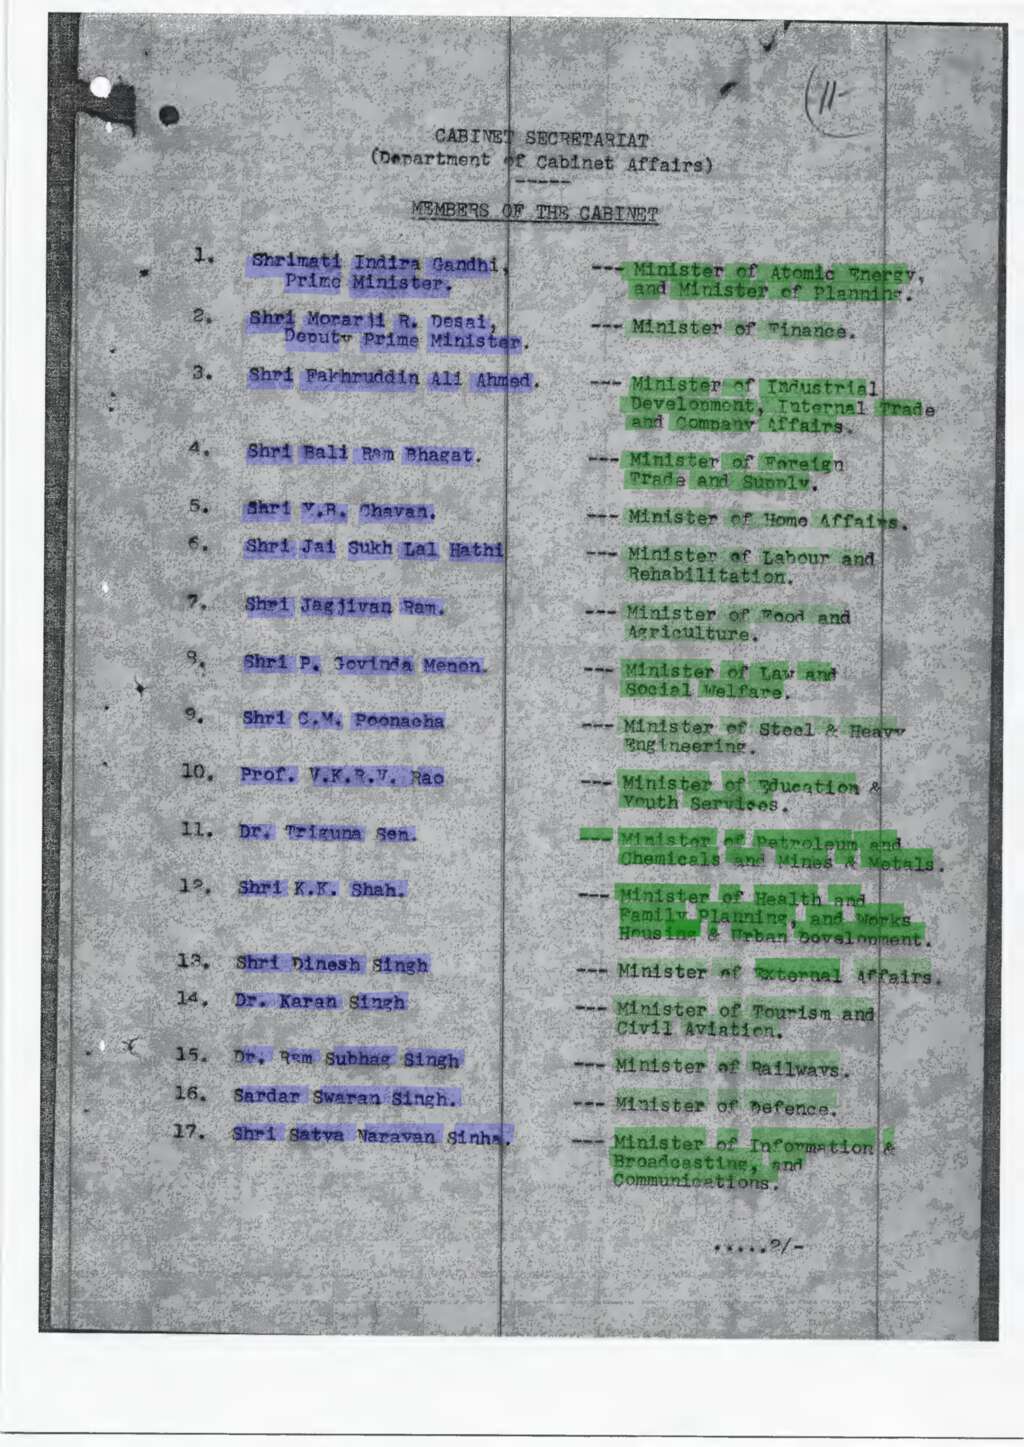 11-
CABINET SECRETARIAT
(Department of Cabinet Affairs)
-----
MEMBERS OF THE CABINET
1. Shrimati Indira Gandhi, --- Minister of Atomic Energy,
Prime Minister. and Minister of Planning.
2. Shri Morarji R. Desai, --- Minister of Finance.
Deputy Prime Minister.
3. Shri Fakhruddin Ali Ahmed. --- Minister of Industrial
Development, Internal Trade
and Company Affairs.
4. Shri Bali Ram Bhagat. --- Minister of Foreign
Trade and Supply.
5. Shri Y.B. Chavan. --- Minister of Home Affairs.
6. Shri Jai Sukh Lal Hathi --- Minister of Labour and
Rehabilitation.
7. Shri Jagjivan Ram. --- Minister of Food and
Agriculture.
8. Shri P. Govinda Menon. --- Minister of Law and
Social Welfare.
9. Shri C.M. Poonacha --- Minister of Steel & Heavy
Engineering.
10. Prof. V.K.R.V. Rao --- Minister of Education &
Youth Services.
11. Dr. Triguna Sen. --- Minister of Petroleum and
Chemicals and Mines & Metals.
12. Shri K.K. Shah. --- Minister of Health and
Family Planning, and Works
Housing & Urban Development.
13. Shri Dinesh Singh --- Minister of External Affairs.
14. Dr. Karan Singh --- Minister of Tourism and
Civil Aviation.
15. Dr. Ram Subhag Singh --- Minister of Railways.
16. Sardar Swaran Singh. --- Minister of Defence.
17. Shri Satya Narayan Sinha. --- Minister of Information &
Broadcasting, and
Communications.
.....2/-